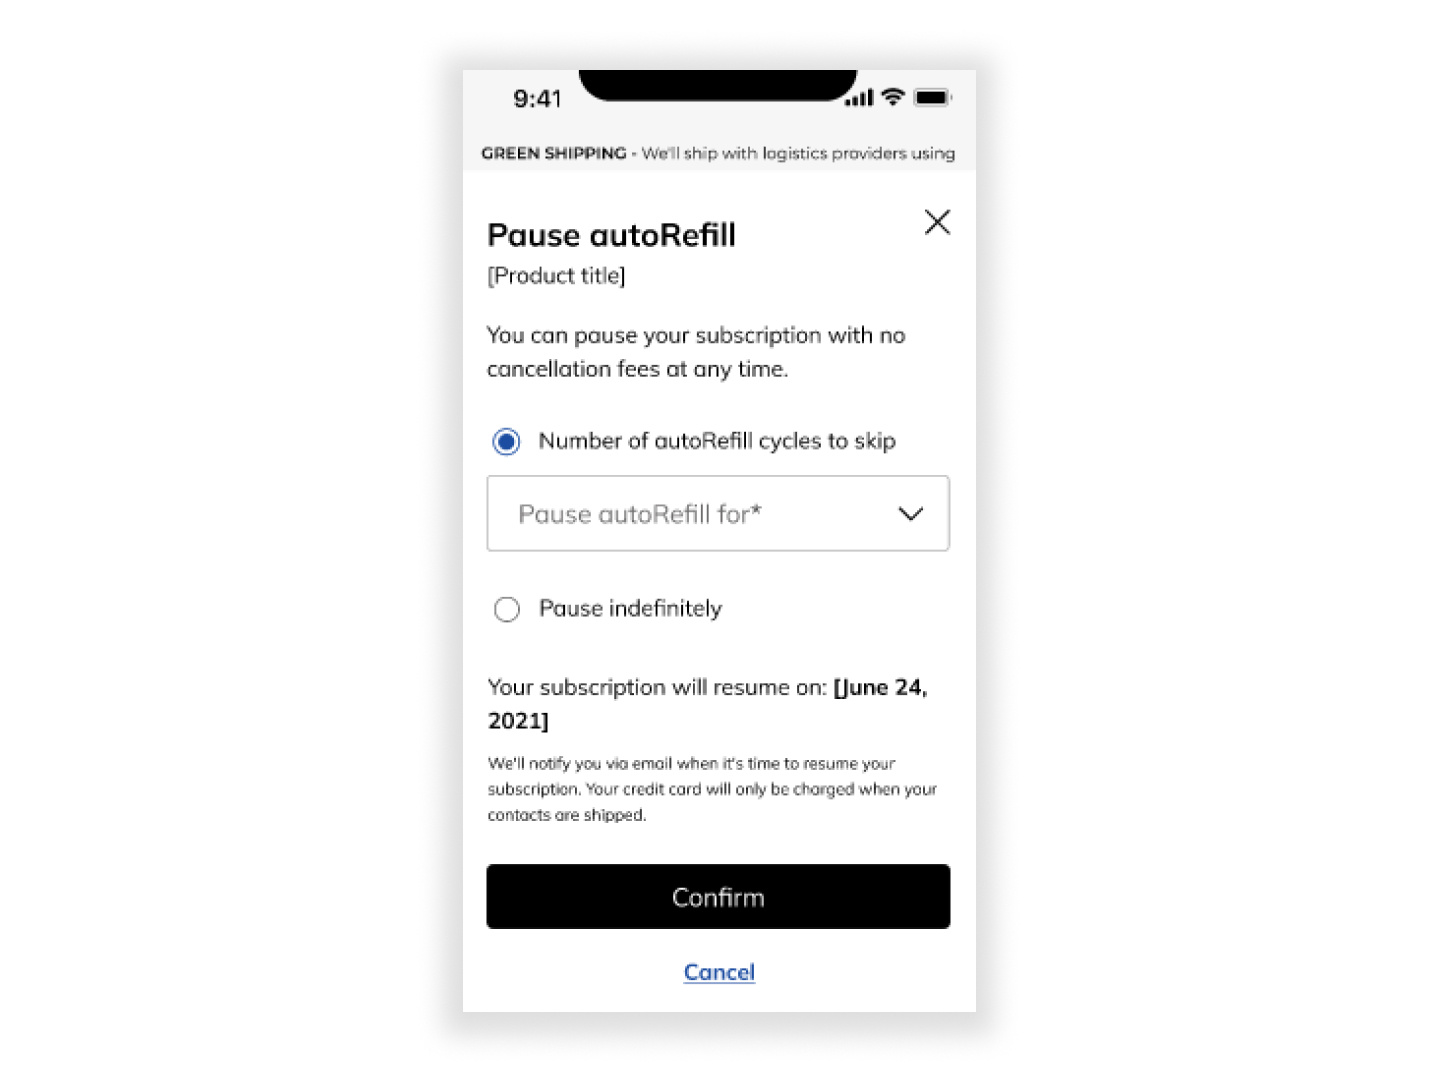 9:41
GREEN SHIPPING - We'll ship with logistics providers using
Pause autoRefill
[Product title]
You can pause your subscription with no
cancellation fees at any time.
Number of autoRefill cycles to skip
Pause autoRefill for*
Pause indefinitely
Your subscription will resume on: [June 24,
2021]
We'll notify you via email when it's time to resume your
subscription. Your credit card will only be charged when your
contacts are shipped.
Confirm
Cancel